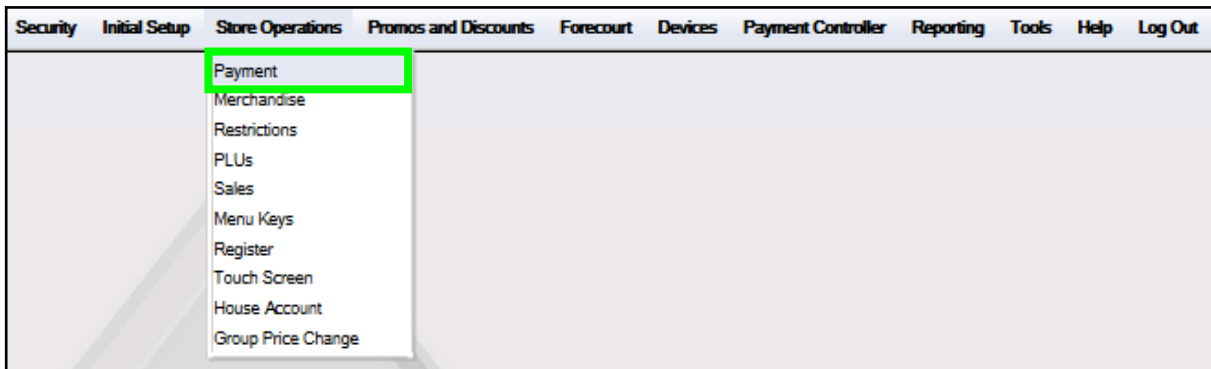 Security Initial Setup Store Operations Promos and Discounts Forecourt Devices Payment Controller Reporting Tools Help Log Out
Payment
Merchandise
Restrictions
PLUs
Sales
Menu Keys
Register
Touch Screen
House Account
Group Price Change